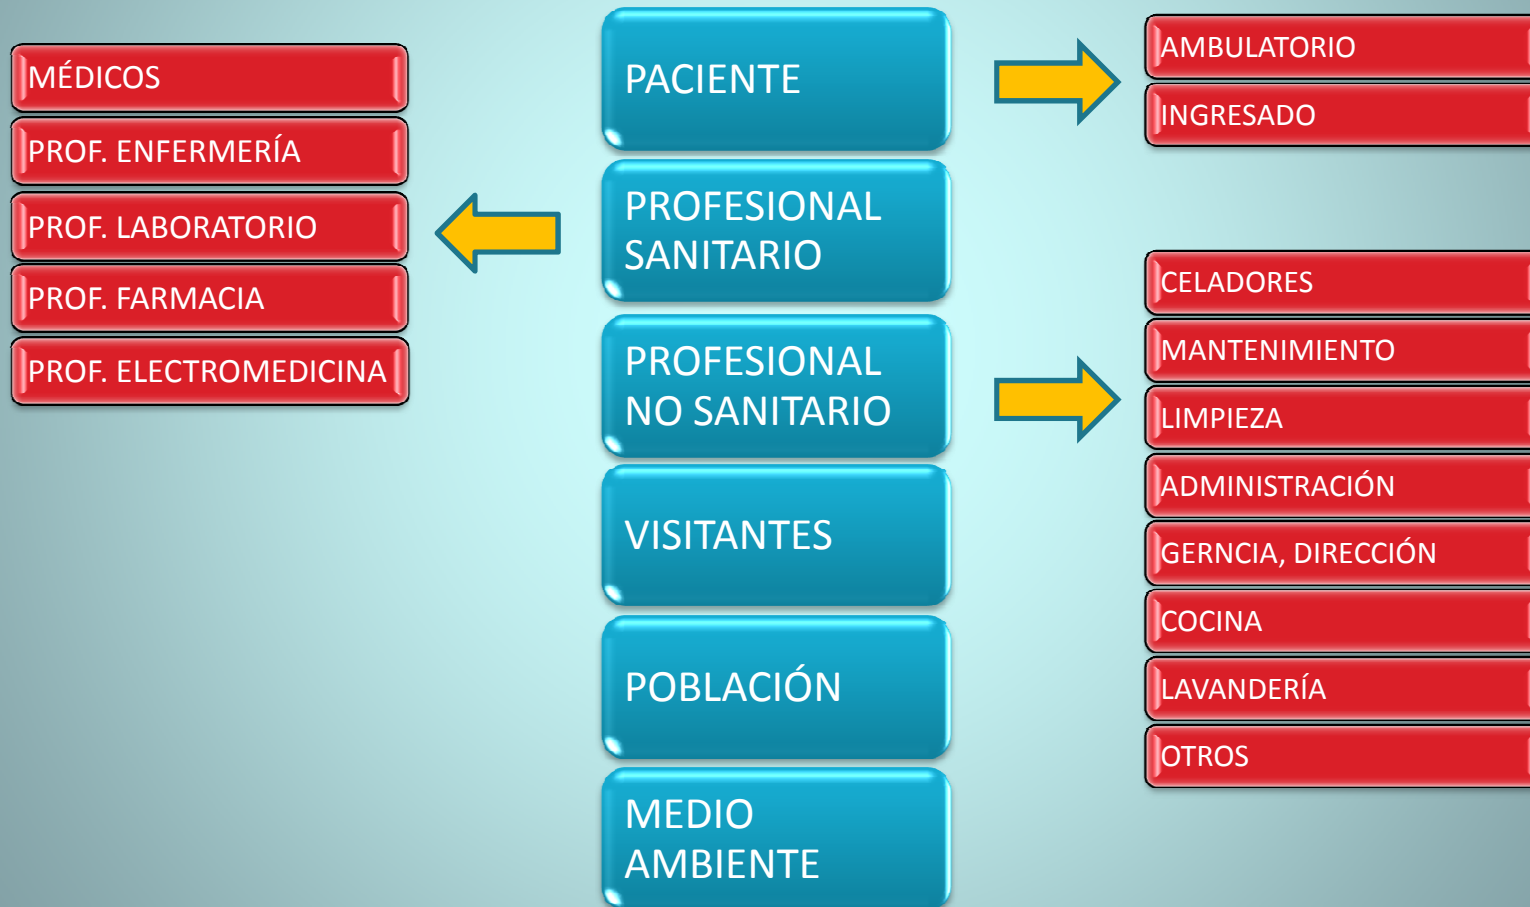 MÉDICOS
PROF. ENFERMERÍA
PROF. LABORATORIO
PROF. FARMACIA
PROF. ELECTROMEDICINA
PACIENTE
PROFESIONAL
SANITARIO
PROFESIONAL
NO SANITARIO
VISITANTES
POBLACIÓN
MEDIO
AMBIENTE
AMBULATORIO
INGRESADO
CELADORES
MANTENIMIENTO
LIMPIEZA
ADMINISTRACIÓN
GERNCIA, DIRECCIÓN
COCINA
LAVANDERÍA
OTROS